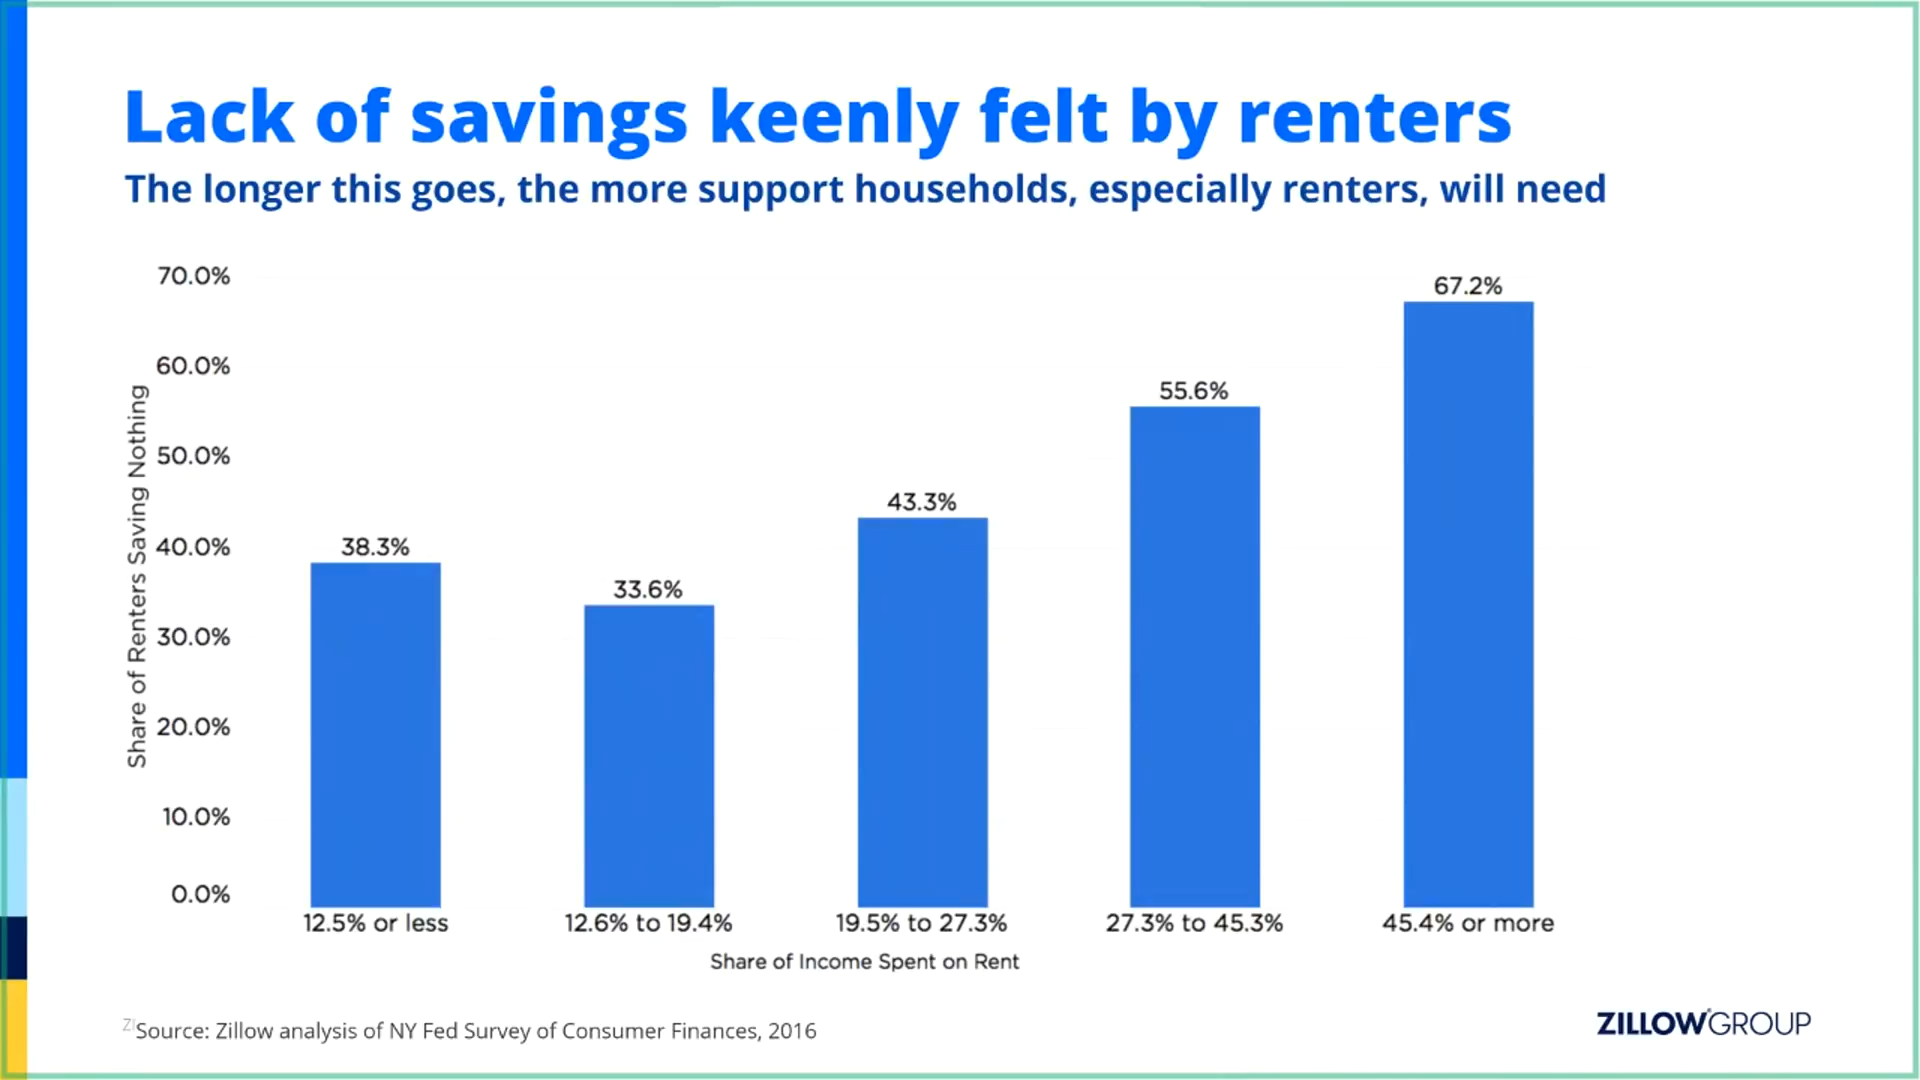 Lack of savings keenly felt by renters
The longer this goes, the more support households, especially renters, will need
Share of Renters Saving Nothing
70.0%
60.0%
50.0%
40.0%
30.0%
20.0%
10.0%
0.0%
38.3%
33.6%
43.3%
55.6%
67.2%
12.5% or less
12.6% to 19.4%
19.5% to 27.3%
27.3% to 45.3%
45.4% or more
Share of Income Spent on Rent
Source: Zillow analysis of NY Fed Survey of Consumer Finances, 2016
ZILLOW GROUP